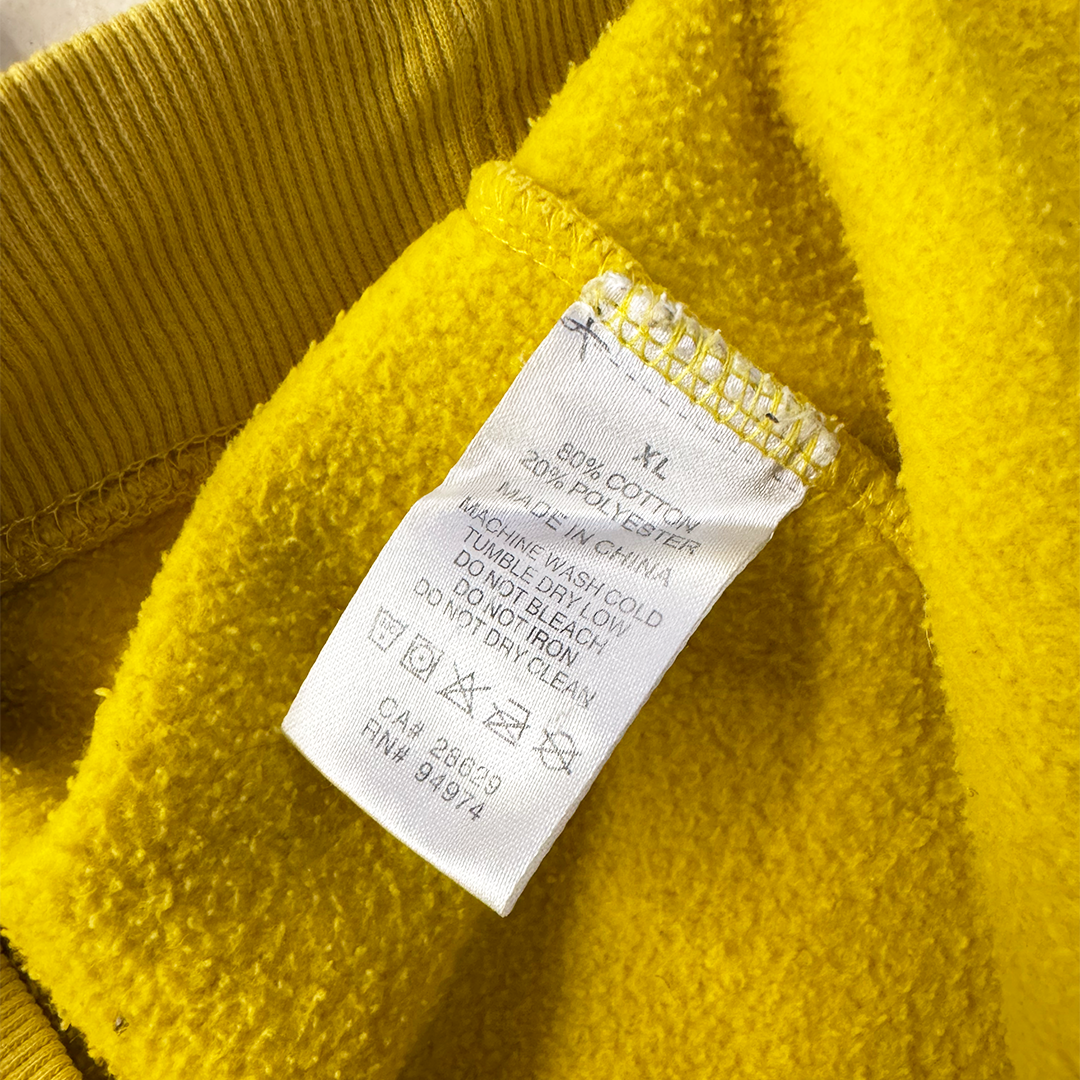 XL
80% COTTON
20% POLYESTER
MADE IN CHINA
MACHINE WASH COLD
TUMBLE DRY LOW
DO NOT BLEACH
DO NOT IRON
DO NOT DRY CLEAN
CA# 28629
RN# 94974